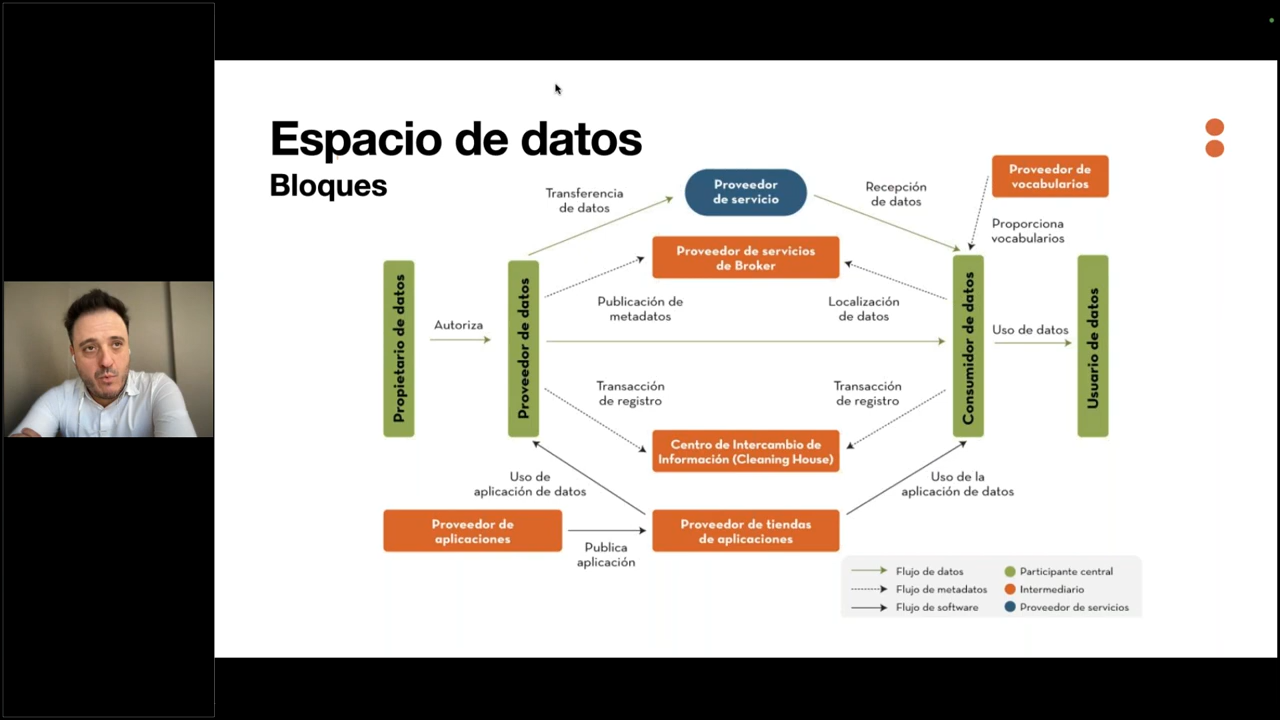 Espacio de datos
Bloques
Transferencia
de datos
Proveedor
de servicio
Recepción
de datos
Proveedor de
vocabularios
Proporciona
vocabularios
Proveedor de servicios
de Broker
Publicación de
metadatos
Localización
de datos
Propietario de datos
Autoriza
Proveedor de datos
Consumidor de datos
Uso de datos
Usuario de datos
Transacción
de registro
Transacción
de registro
Centro de Intercambio de
Información (Cleaning House)
Uso de
aplicación de datos
Uso de la
aplicación de datos
Proveedor de
aplicaciones
Publica
aplicación
Proveedor de tiendas
de aplicaciones
Flujo de datos
Participante central
Flujo de metadatos
Intermediario
Flujo de software
Proveedor de servicios